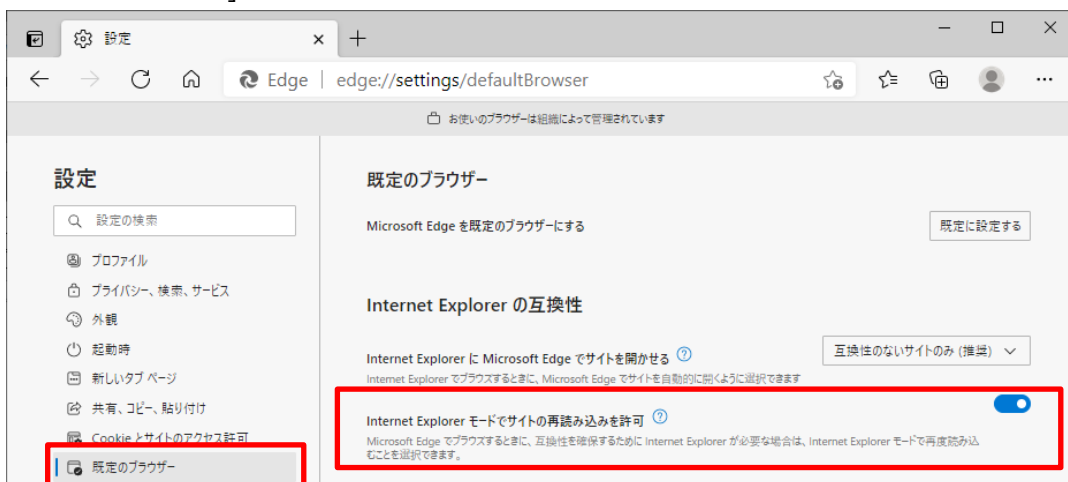 設定
Edge | edge://settings/defaultBrowser
お使いのブラウザーは組織によって管理されています
設定
設定の検索
プロファイル
プライバシー、検索、サービス
外観
起動時
新しいタブ ページ
共有、コピー、貼り付け
Cookie とサイトのアクセス許可
既定のブラウザー
既定のブラウザー
Microsoft Edge を既定のブラウザーにする
既定に設定する
Internet Explorer の互換性
Internet Explorer に Microsoft Edge でサイトを開かせる
互換性のないサイトのみ (推奨)
Internet Explorer でブラウズするときに、Microsoft Edge でサイトを自動的に開くように選択できます
Internet Explorer モードでサイトの再読み込みを許可
Microsoft Edge でブラウズするときに、互換性を確保するために Internet Explorer が必要な場合は、Internet Explorer モードで再度読み込
むことを選択できます。